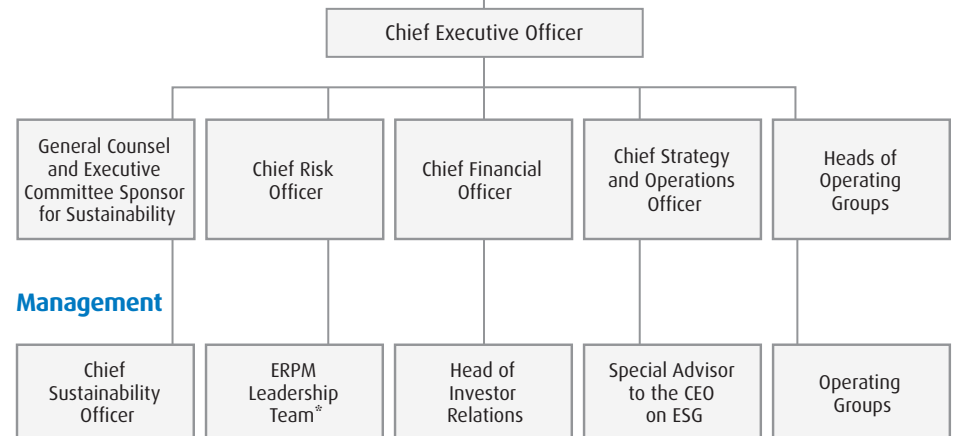 Chief Executive Officer
General Counsel
and Executive
Committee Sponsor
for Sustainability
Chief Risk
Officer
Chief Financial
Officer
Chief Strategy
and Operations
Officer
Heads of
Operating
Groups
Management
Chief
Sustainability
Officer
ERPM
Leadership
Team*
Head of
Investor
Relations
Special Advisor
to the CEO
on ESG
Operating
Groups